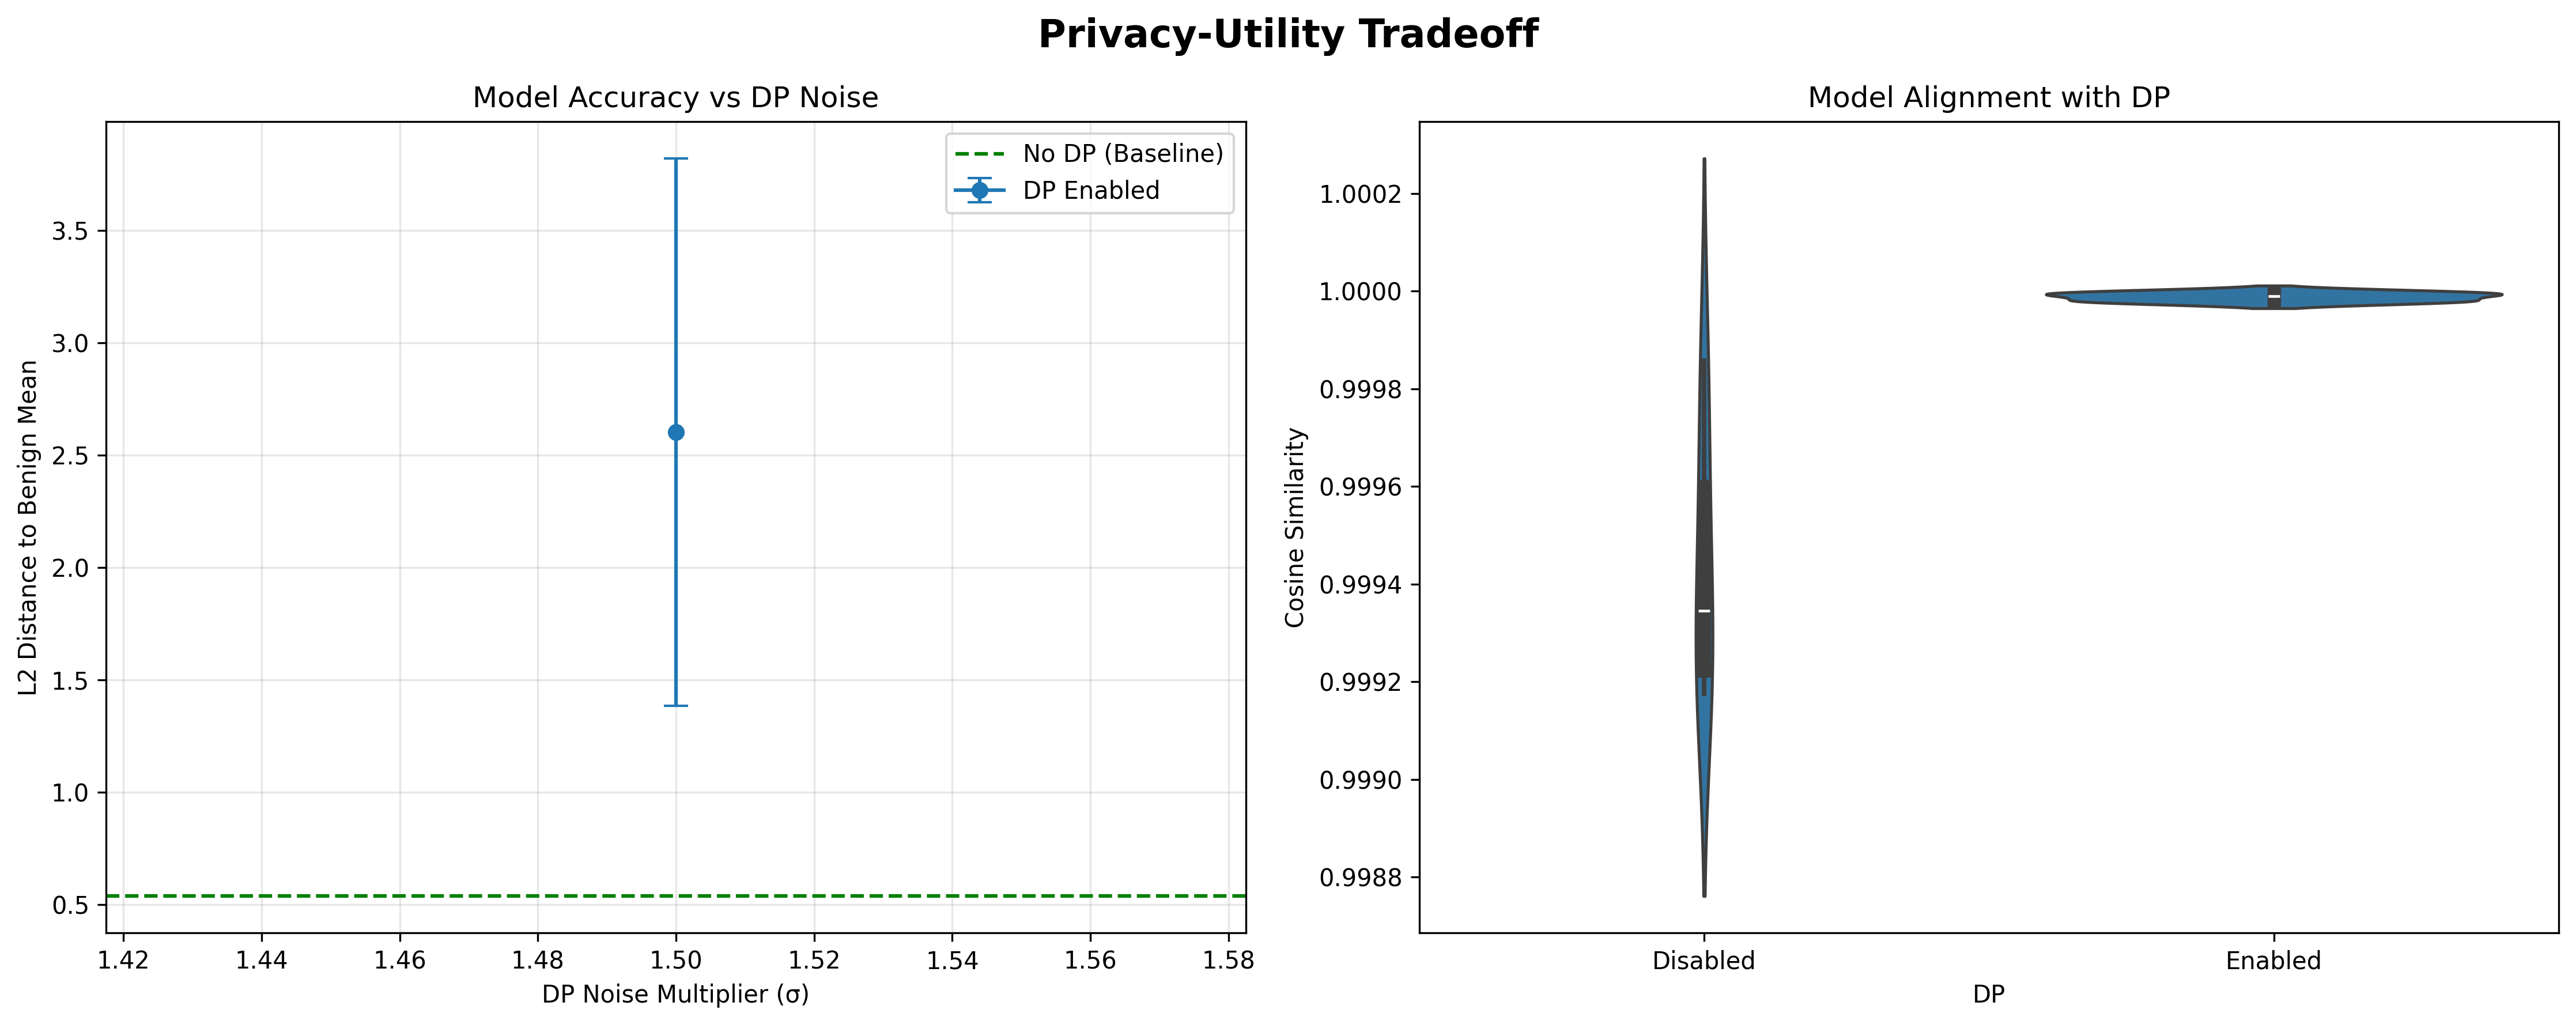 Privacy-Utility Tradeoff
Model Accuracy vs DP Noise
L2 Distance to Benign Mean
3.5
3.0
2.5
2.0
1.5
1.0
0.5
No DP (Baseline)
DP Enabled
1.42 1.44 1.46 1.48 1.50 1.52 1.54 1.56 1.58
DP Noise Multiplier (σ)
Model Alignment with DP
Cosine Similarity
1.0002
1.0000
0.9998
0.9996
0.9994
0.9992
0.9990
0.9988
Disabled Enabled
DP